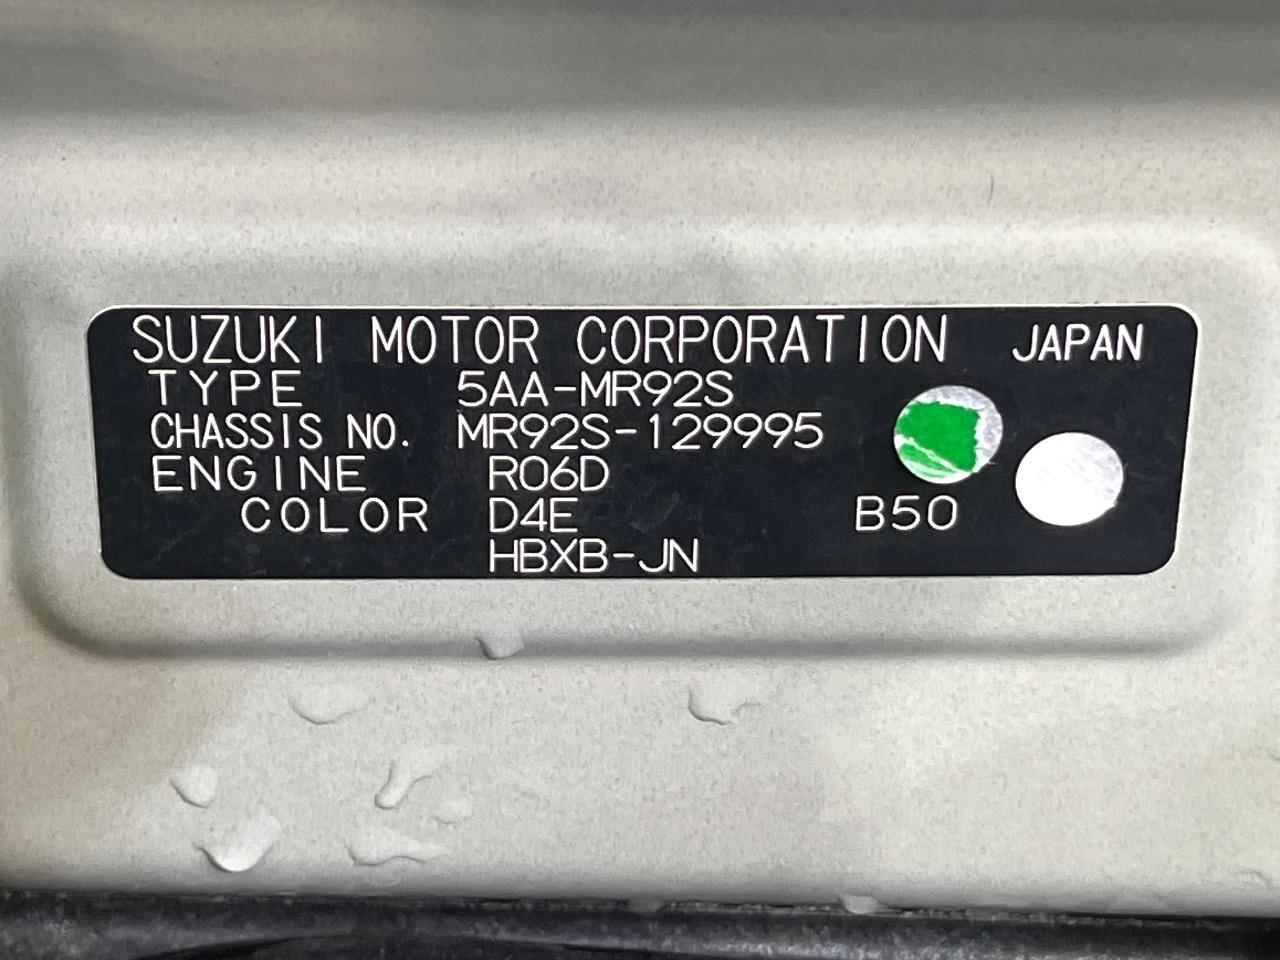 SUZUKI MOTOR CORPORATION JAPAN
TYPE 5AA-MR92S
CHASSIS NO. MR92S-129995
ENGINE R06D
COLOR D4E B50
HBXB-JN